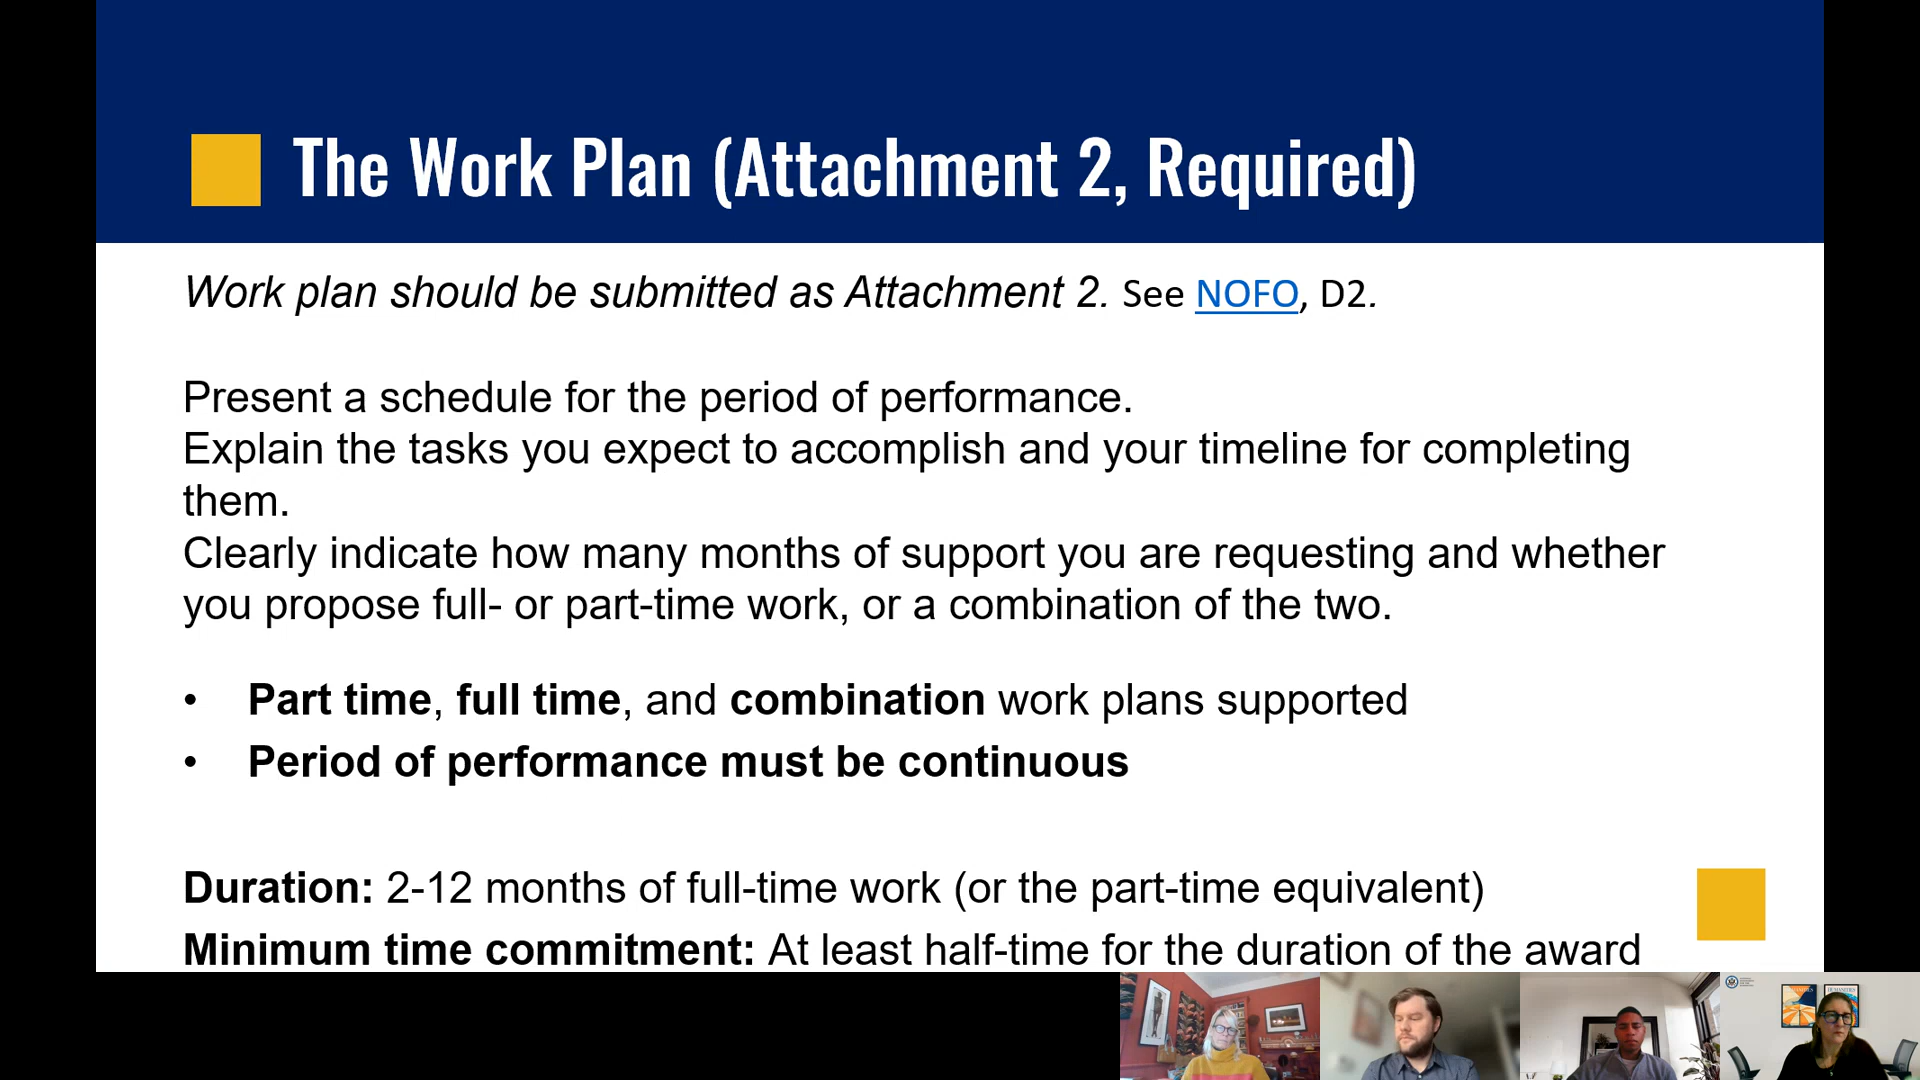 The Work Plan (Attachment 2, Required)
Work plan should be submitted as Attachment 2. See NOFO, D2.
Present a schedule for the period of performance.
Explain the tasks you expect to accomplish and your timeline for completing
them.
Clearly indicate how many months of support you are requesting and whether
you propose full- or part-time work, or a combination of the two.
• Part time, full time, and combination work plans supported
• Period of performance must be continuous
Duration: 2-12 months of full-time work (or the part-time equivalent)
Minimum time commitment: At least half-time for the duration of the award